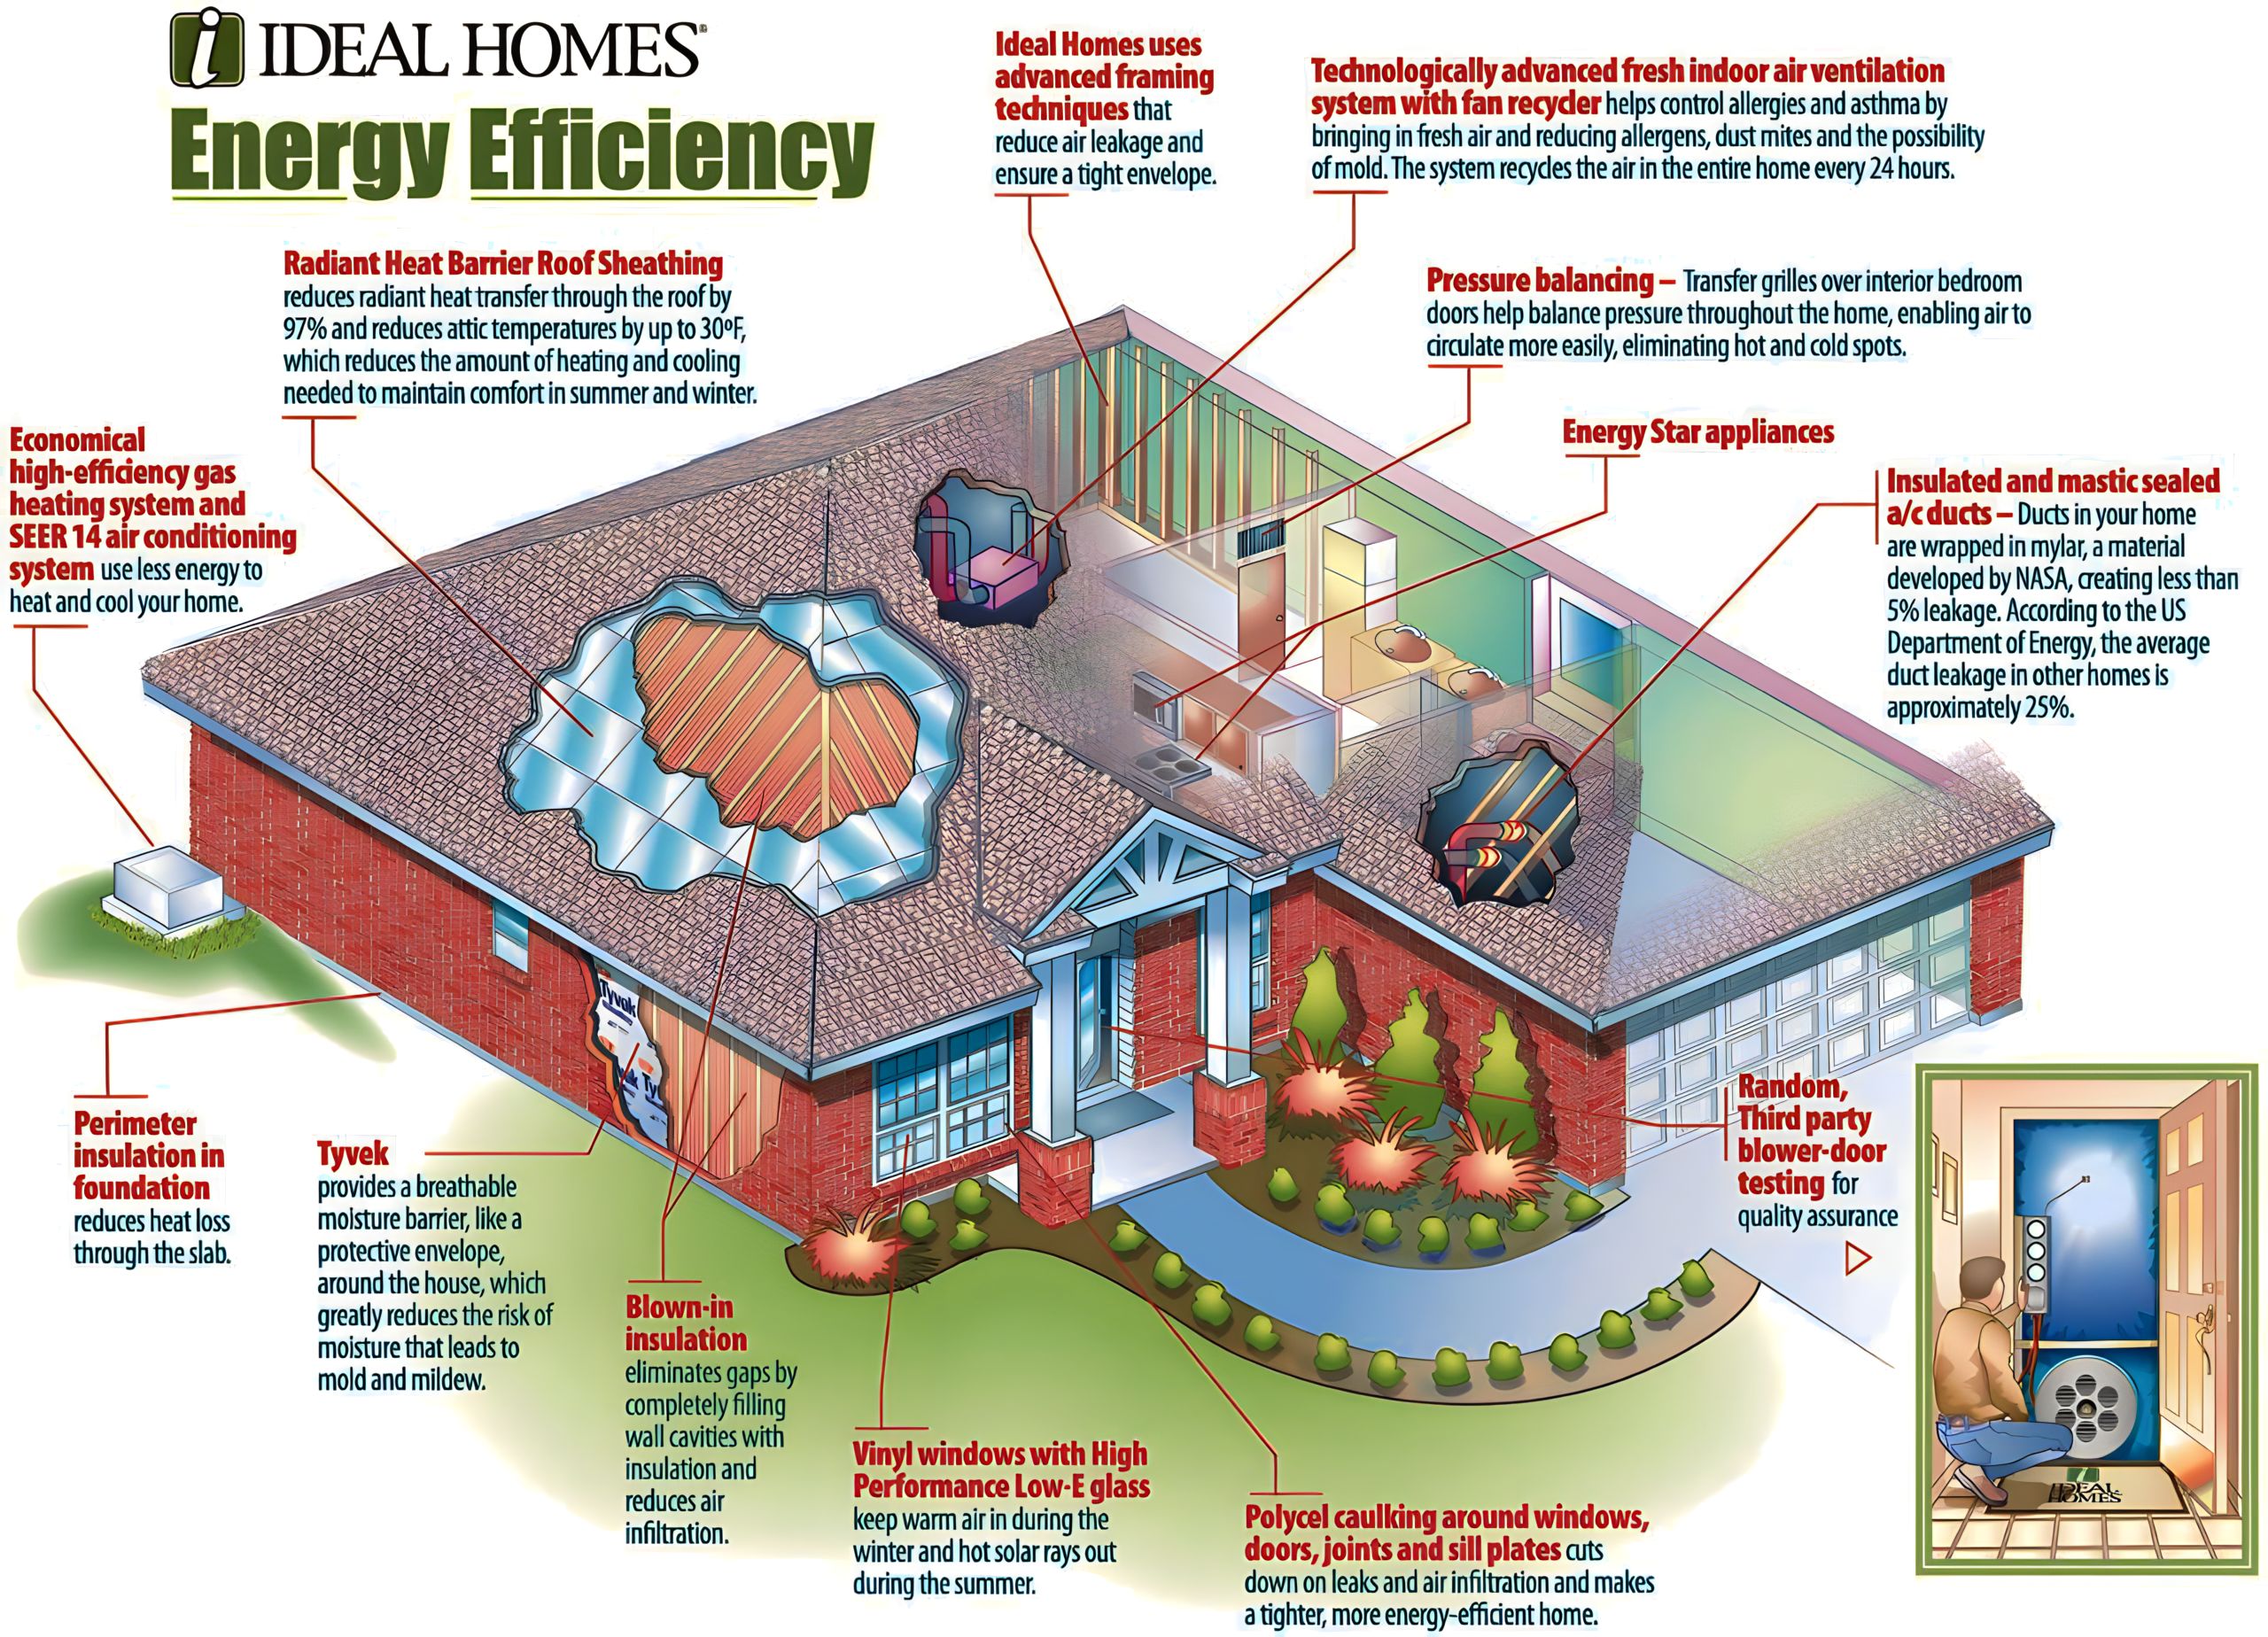 i IDEAL HOMES
Energy Efficiency
Ideal Homes uses
advanced framing
techniques that
reduce air leakage and
ensure a tight envelope.
Technologically advanced fresh indoor air ventilation
system with fan recycler helps control allergies and asthma by
bringing in fresh air and reducing allergens, dust mites and the possibility
of mold. The system recycles the air in the entire home every 24 hours.
Radiant Heat Barrier Roof Sheathing
reduces radiant heat transfer through the roof by
97% and reduces attic temperatures by up to 30ºF,
which reduces the amount of heating and cooling
needed to maintain comfort in summer and winter.
Pressure balancing – Transfer grilles over interior bedroom
doors help balance pressure throughout the home, enabling air to
circulate more easily, eliminating hot and cold spots.
Economical
high-efficiency gas
heating system and
SEER 14 air conditioning
system use less energy to
heat and cool your home.
Energy Star appliances
Insulated and mastic sealed
a/c ducts – Ducts in your home
are wrapped in mylar, a material
developed by NASA, creating less than
5% leakage. According to the US
Department of Energy, the average
duct leakage in other homes is
approximately 25%.
Tyvek
Perimeter
insulation in
foundation
reduces heat loss
through the slab.
Tyvek
provides a breathable
moisture barrier, like a
protective envelope,
around the house, which
greatly reduces the risk of
moisture that leads to
mold and mildew.
Blown-in
insulation
eliminates gaps by
completely filling
wall cavities with
insulation and
reduces air
infiltration.
Vinyl windows with High
Performance Low-E glass
keep warm air in during the
winter and hot solar rays out
during the summer.
Polycel caulking around windows,
doors, joints and sill plates cuts
down on leaks and air infiltration and makes
a tighter, more energy-efficient home.
Random,
Third party
blower-door
testing for
quality assurance
i
IDEAL
HOMES